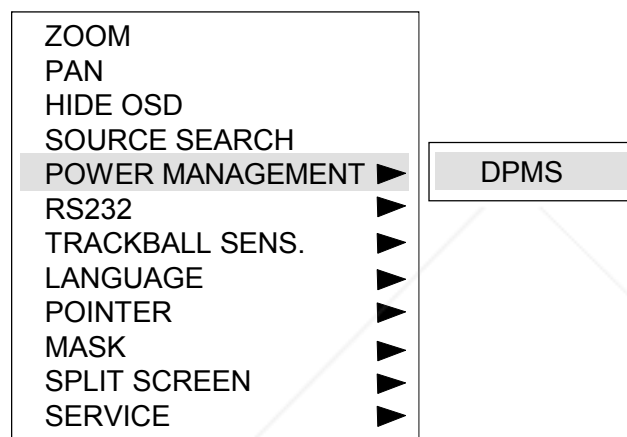 ZOOM
PAN
HIDE OSD
SOURCE SEARCH
POWER MANAGEMENT
DPMS
RS232
TRACKBALL SENS.
LANGUAGE
POINTER
MASK
SPLIT SCREEN
SERVICE